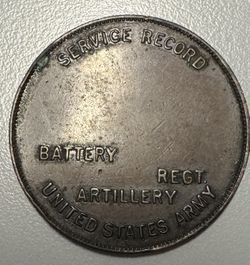 SERVICE RECORD
BATTERY
REGT.
ARTILLERY
UNITED STATES ARMY